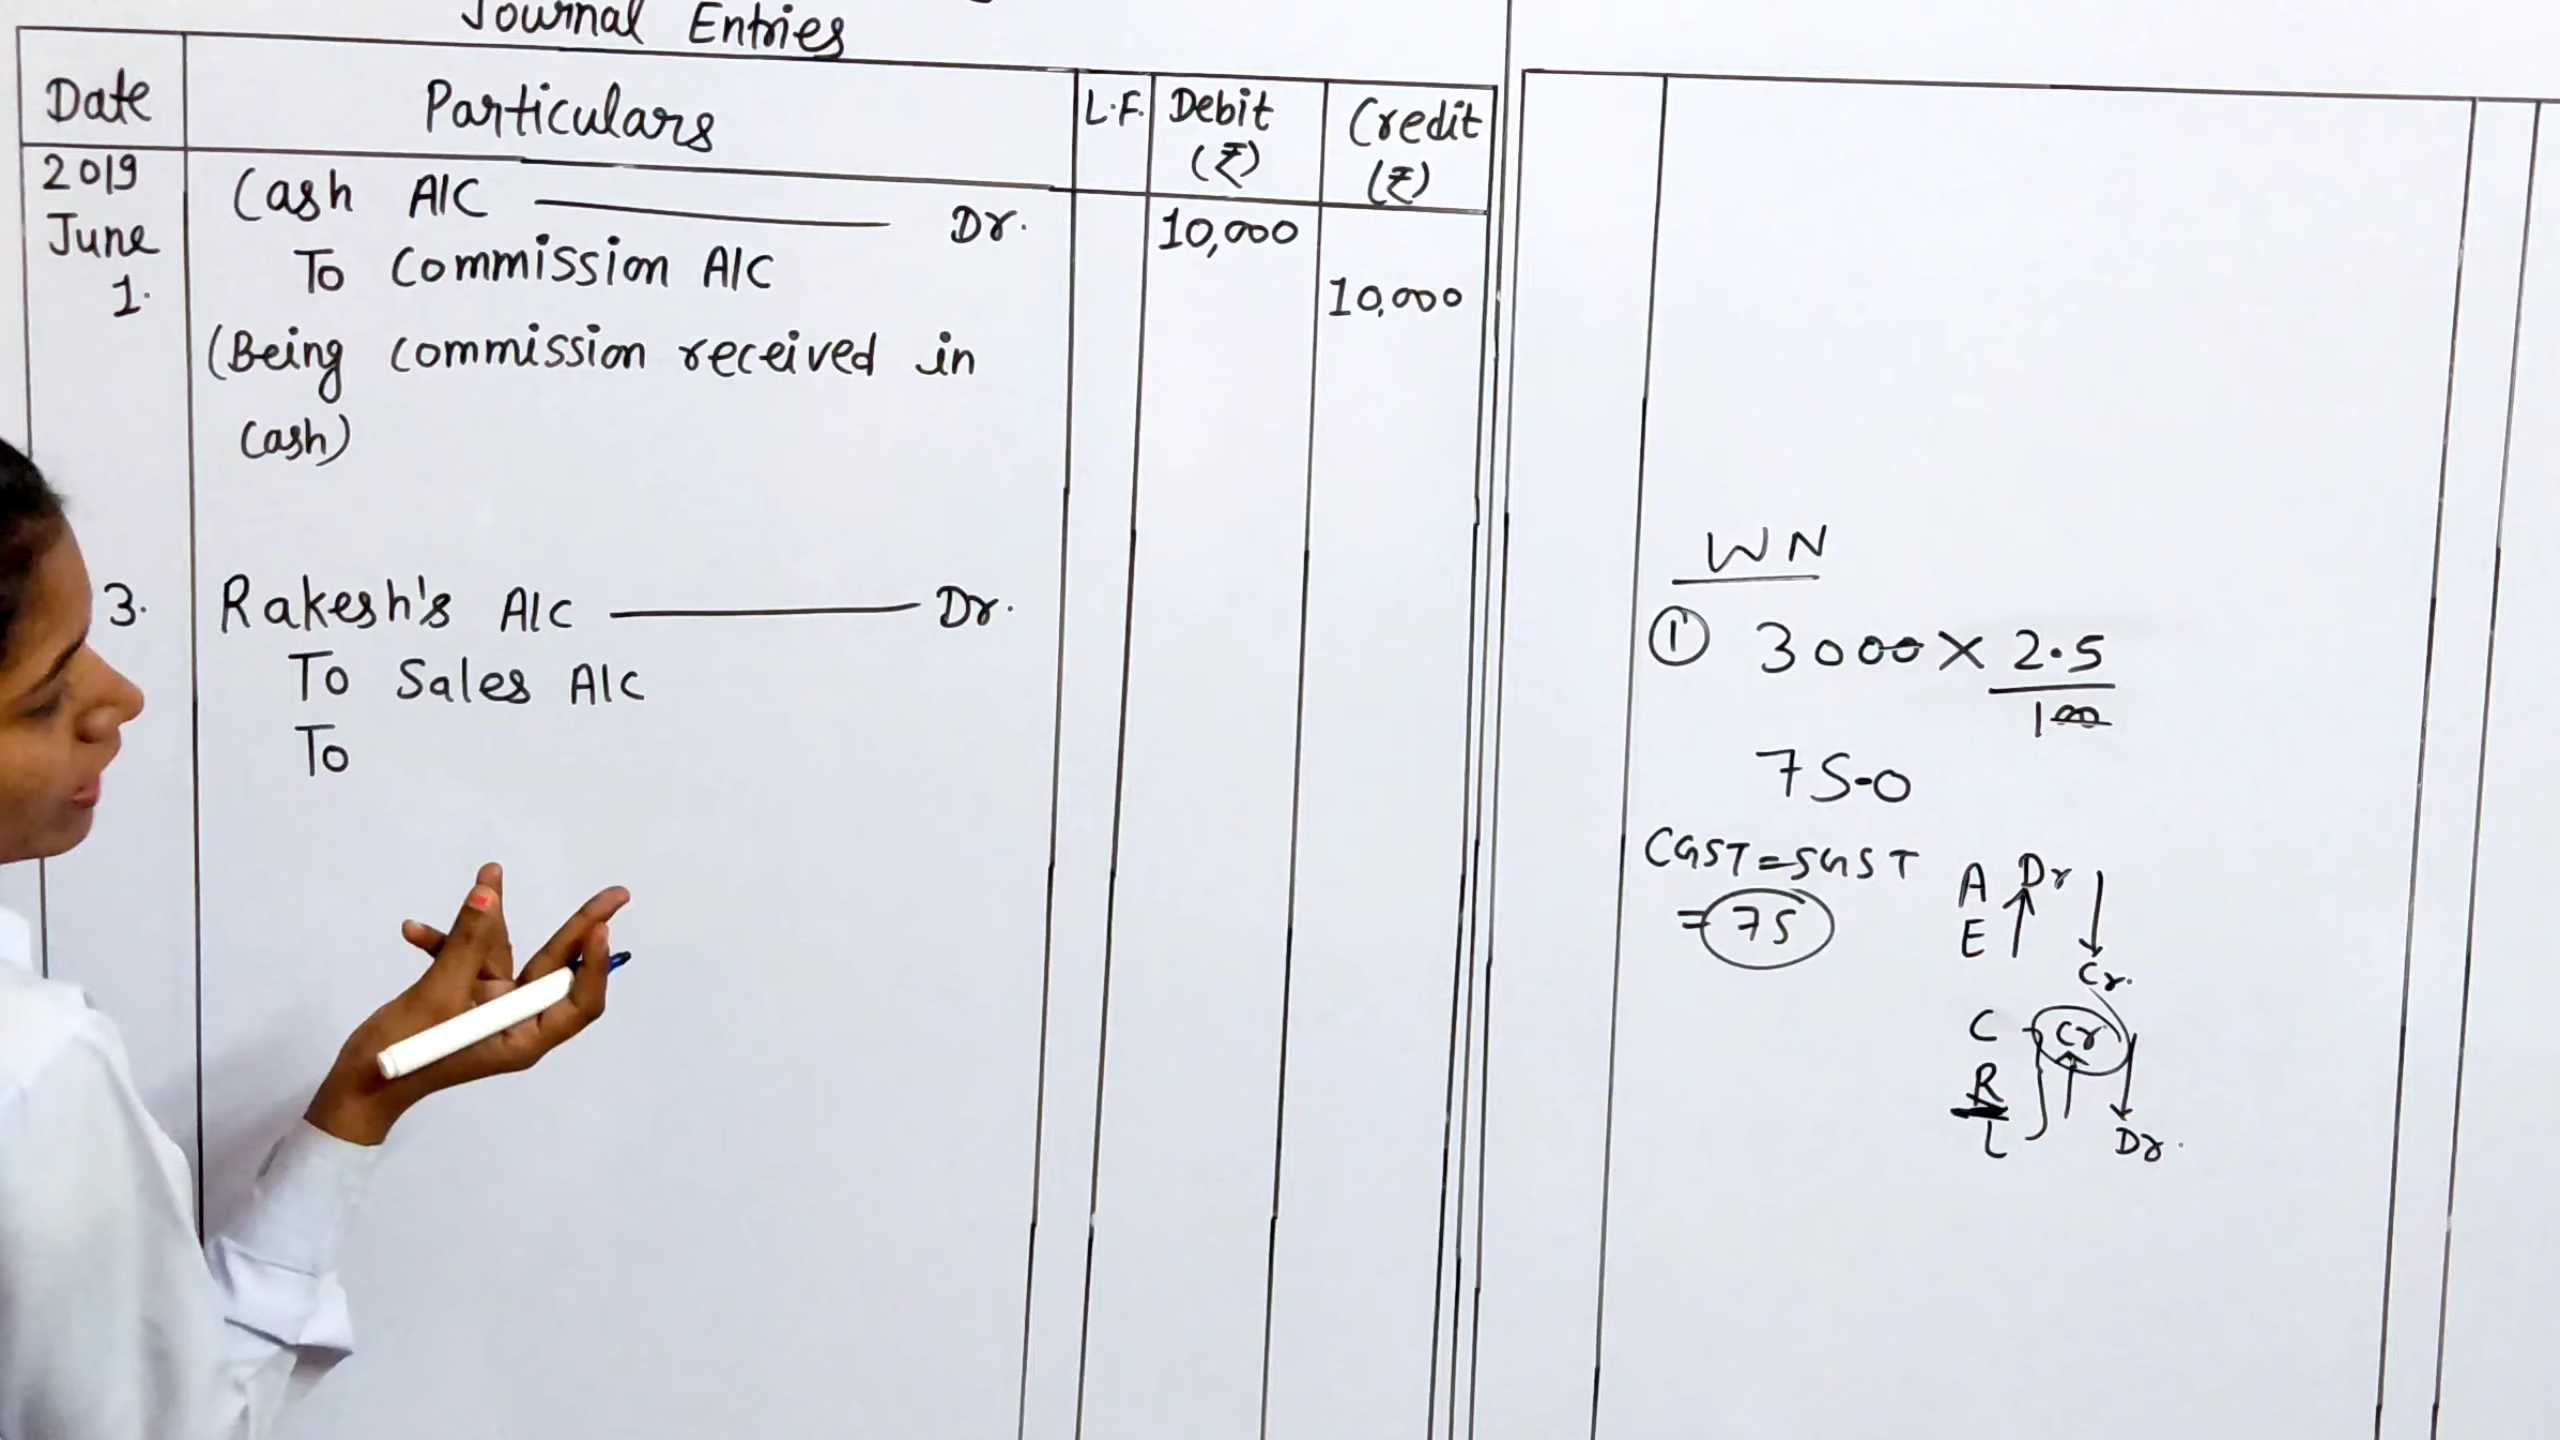 Journal Entries
Date Particulars L.F. Debit (₹) Credit (₹)
2019
June
1.
Cash A/C ——— Dr. 10,000
To Commission A/C 10,000
(Being commission received in
cash)
3. Rakesh's A/C ——— Dr.
To Sales A/C
To
WN
① 3000 × 2.5
100
75.0
CGST = SGST
= 75
A Dr
E
Cr.
C Cr
R
L
Dr.